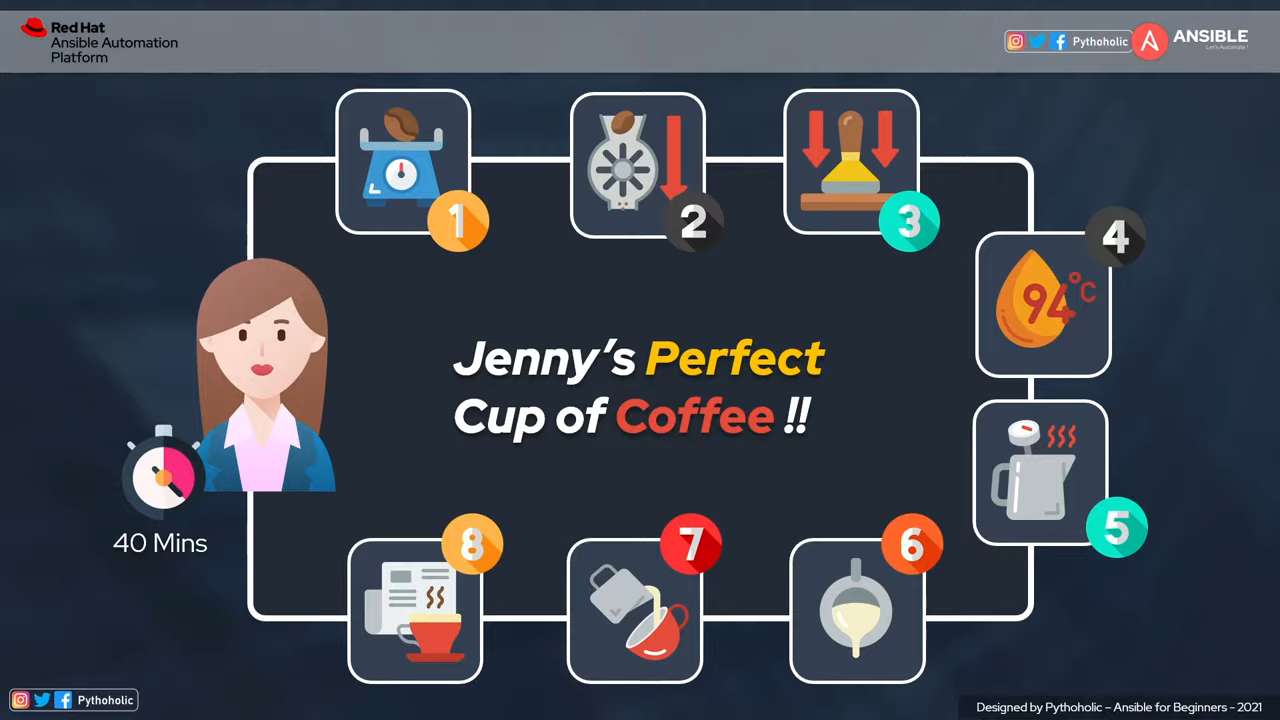 Red Hat
Ansible Automation
Platform
Pythoholic
ANSIBLE
Let's Automate !
1
2
3
4
94°C
Jenny's Perfect
Cup of Coffee !!
5
40 Mins
8
7
6
Pythoholic
Designed by Pythoholic – Ansible for Beginners - 2021